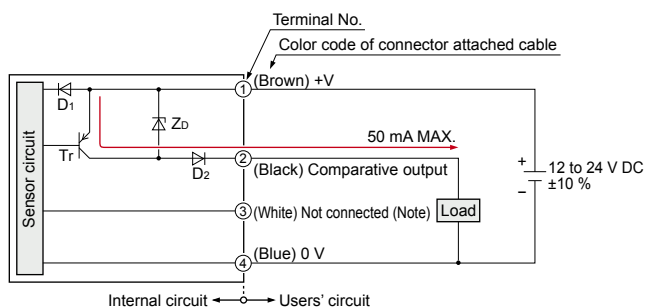 Terminal No.
Color code of connector attached cable
1 (Brown) +V
D1
ZD
50 mA MAX.
Tr
D2
2 (Black) Comparative output
+ 12 to 24 V DC
− ±10 %
Sensor circuit
3 (White) Not connected (Note)
Load
4 (Blue) 0 V
Internal circuit
Users' circuit